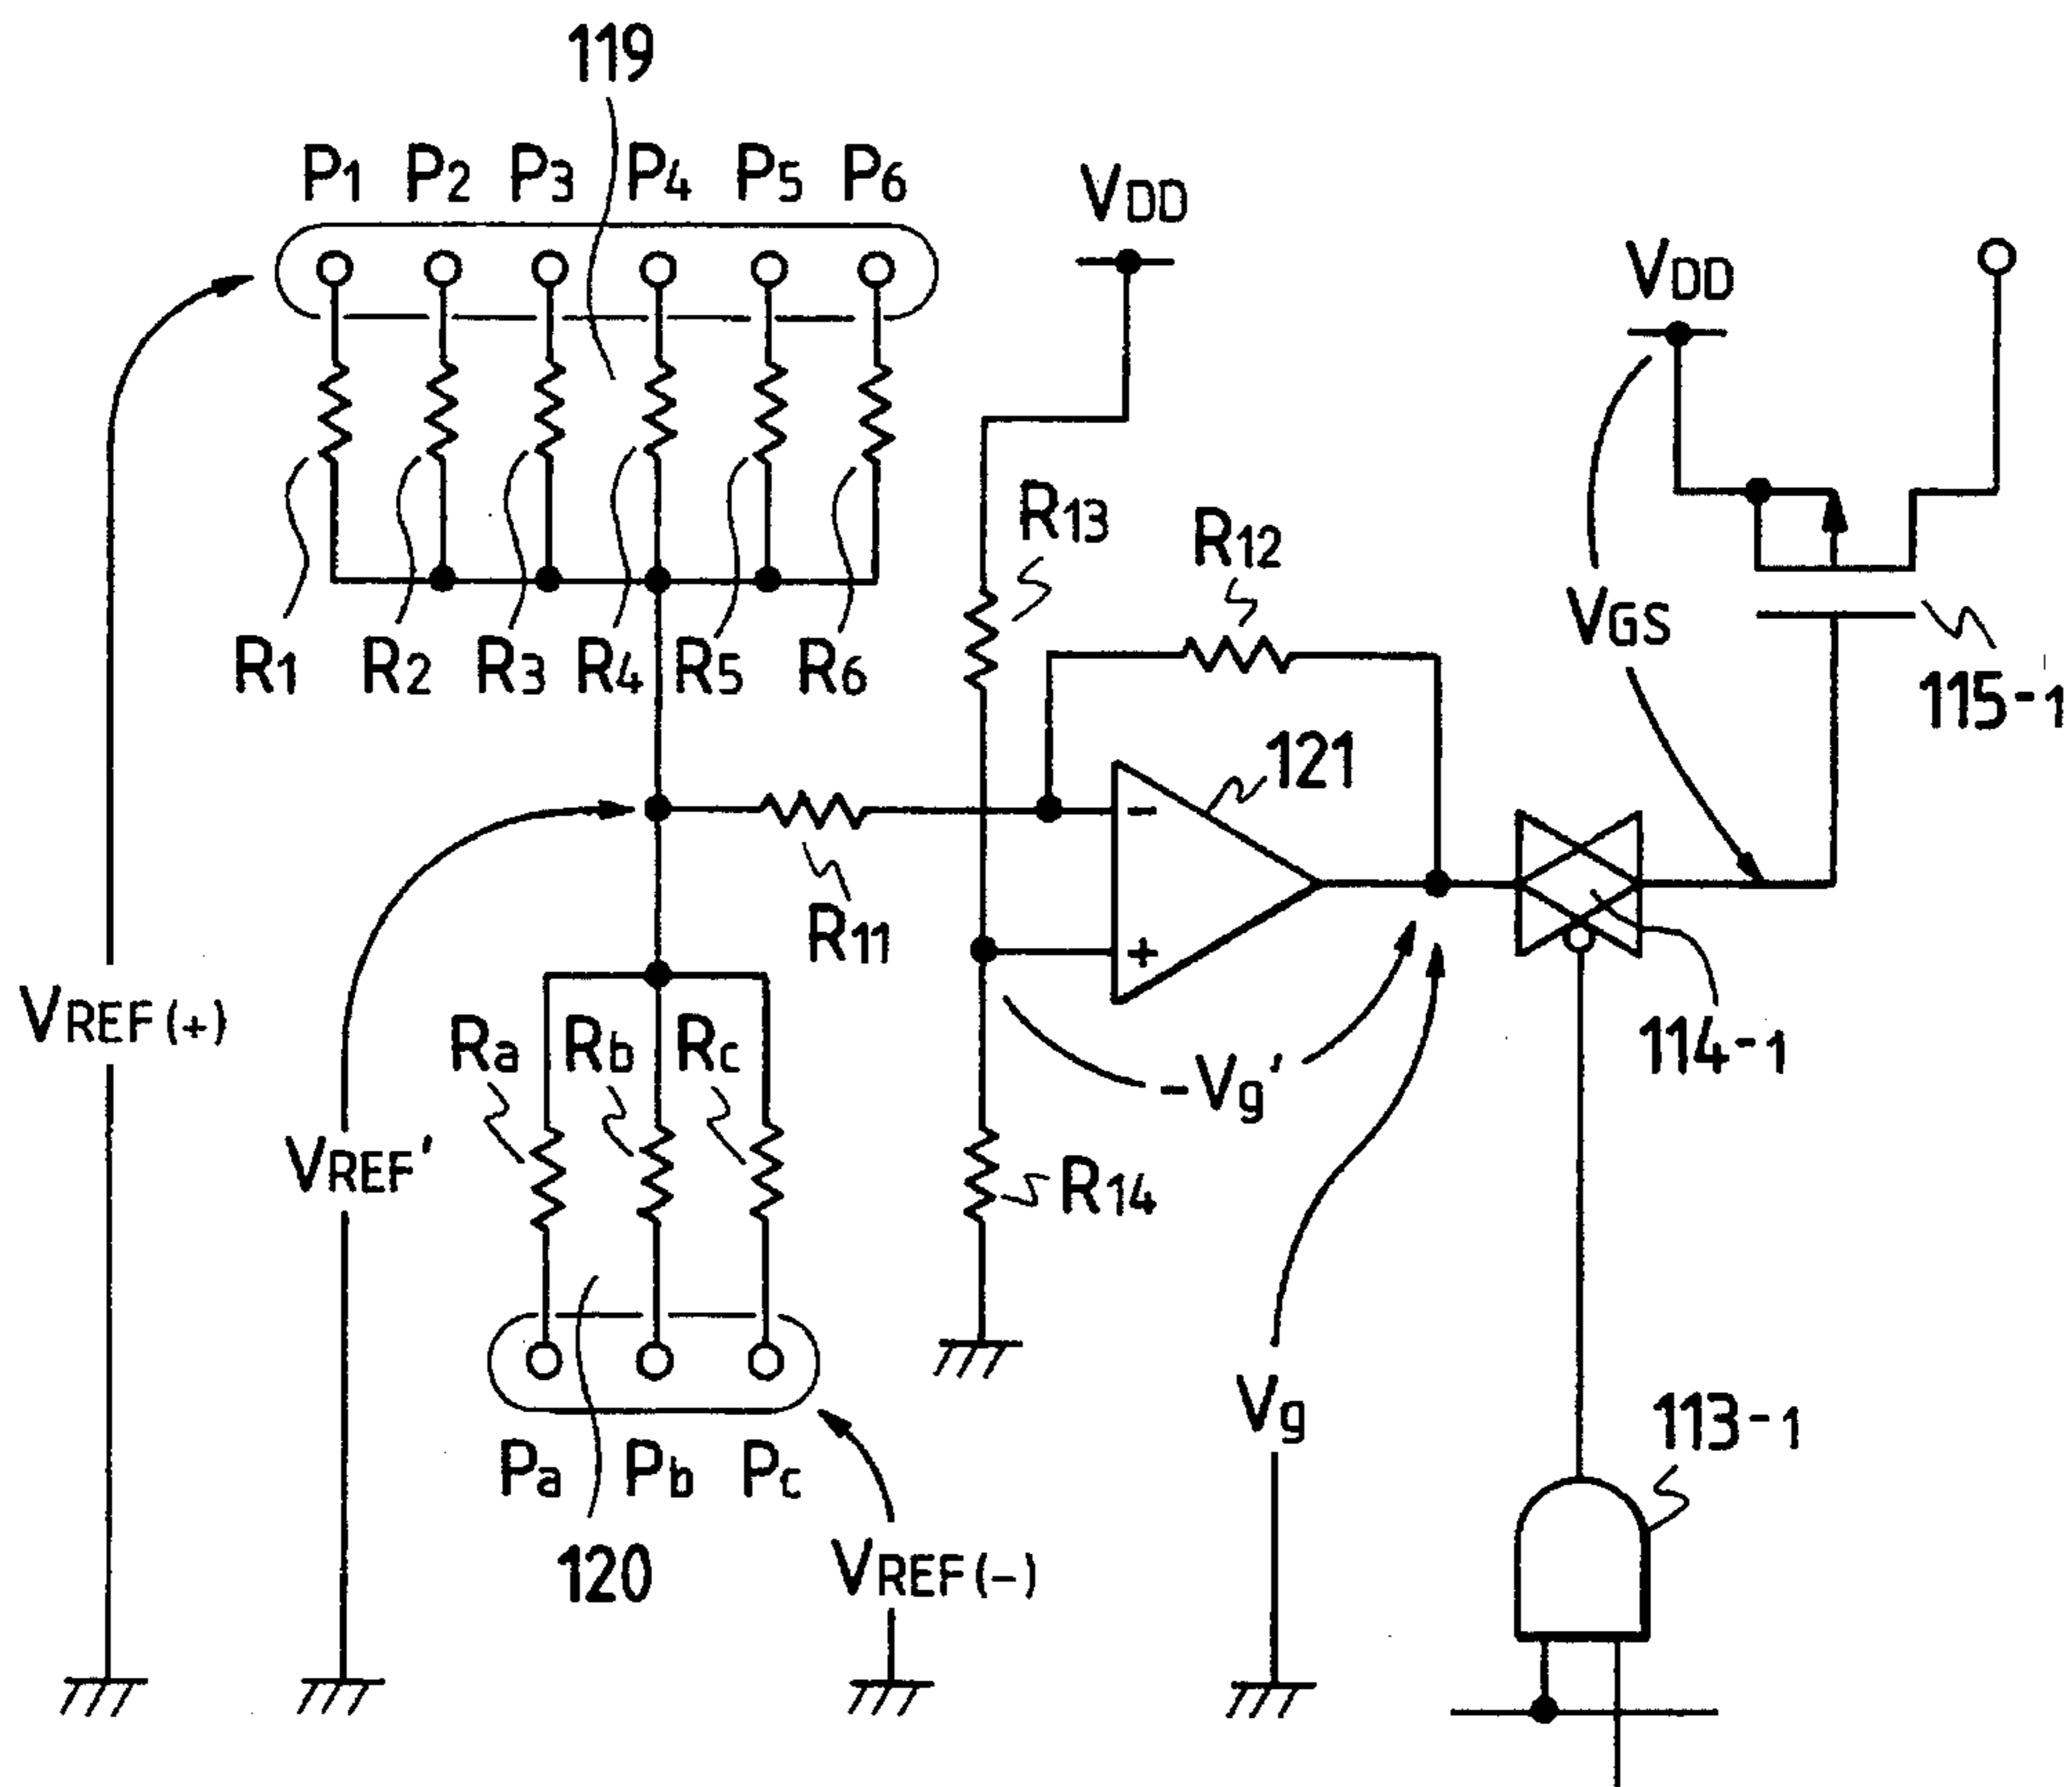 119
P1 P2 P3 P4 P5 P6
VDD
VDD
R13
R12
VGS
R1 R2 R3 R4 R5 R6
115-1
121
- 
R11
+
VREF(+)
Ra Rb Rc
114-1
-Vg'
VREF'
R14
Vg
113-1
Pa Pb Pc
120
VREF(-)